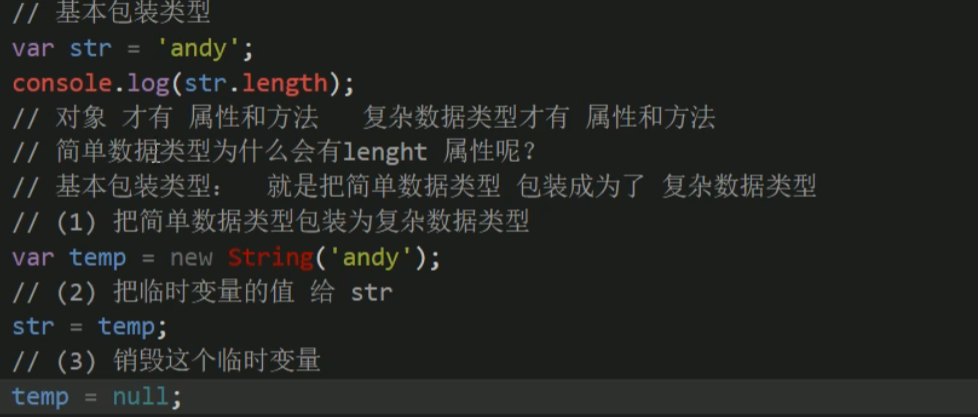 // 基本包装类型
var str = 'andy';
console.log(str.length);
// 对象 才有 属性和方法   复杂数据类型才有 属性和方法
// 简单数据类型为什么会有lenght 属性呢？
// 基本包装类型：  就是把简单数据类型 包装成为了 复杂数据类型
// (1) 把简单数据类型包装为复杂数据类型
var temp = new String('andy');
// (2) 把临时变量的值 给 str
str = temp;
// (3) 销毁这个临时变量
temp = null;